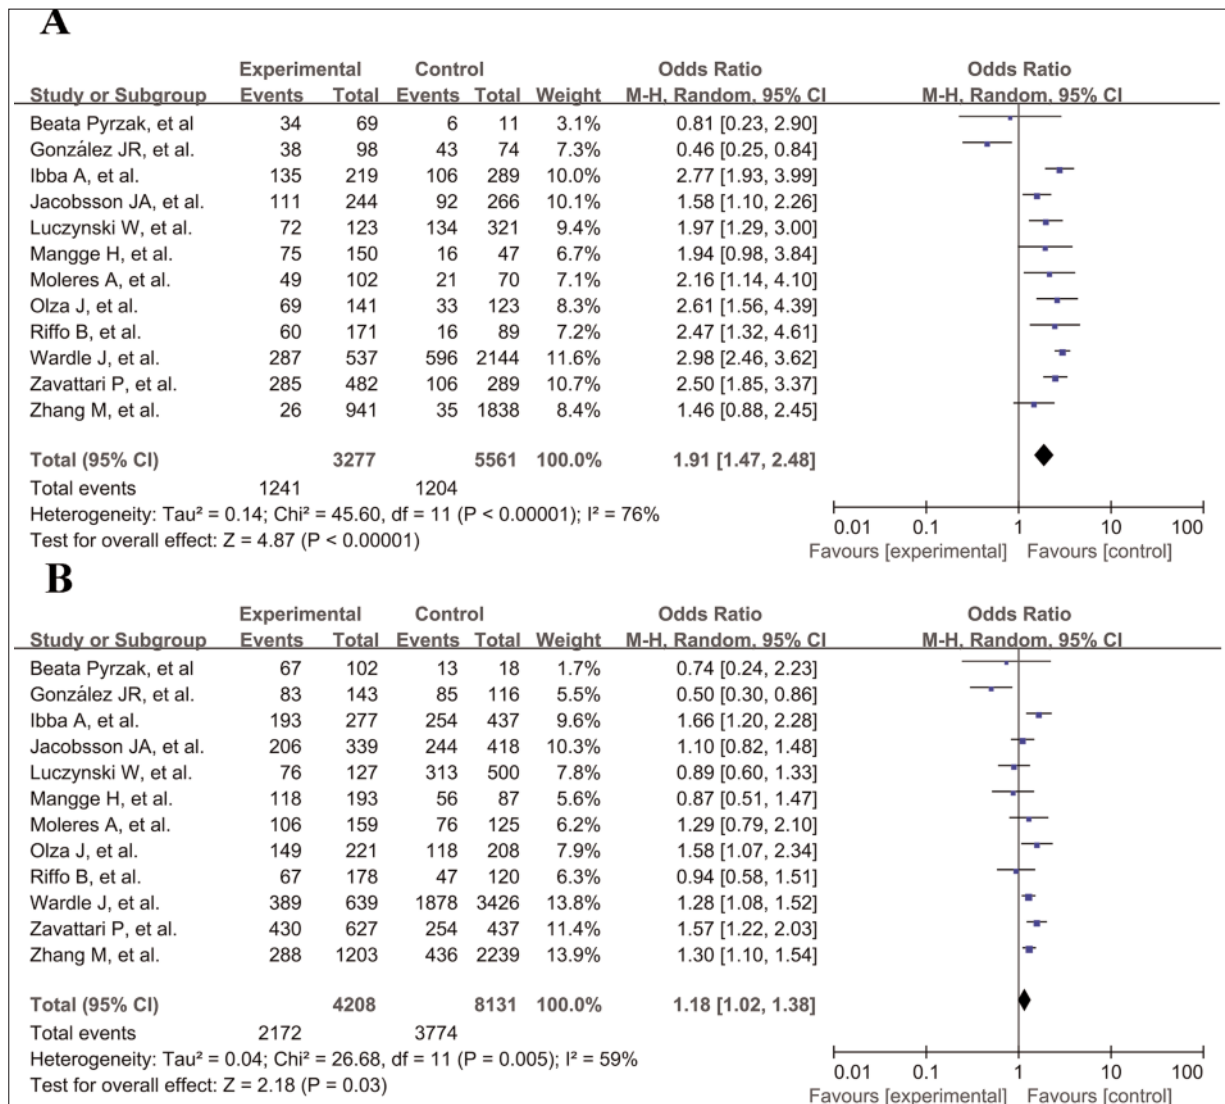 A
Experimental Control Odds Ratio Odds Ratio
Study or Subgroup Events Total Events Total Weight M-H, Random, 95% CI M-H, Random, 95% CI
Beata Pyrzak, et 34 69 6 11 3.1% 0.81 [0.23, 2.90]
González JR, et al. 38 98 43 74 7.3% 0.46 [0.25, 0.84]
Ibba A, et al. 135 219 106 289 10.0% 2.77 [1.93, 3.99]
Jacobsson JA, et al. 111 244 92 266 10.1% 1.58 [1.10, 2.26]
Luczynski W, et al. 72 123 134 321 9.4% 1.97 [1.29, 3.00]
Mangge H, et al. 75 150 16 47 6.7% 1.94 [0.98, 3.84]
Moleres A, et al. 49 102 21 70 7.1% 2.16 [1.14, 4.10]
Olza J, et al. 69 141 33 123 8.3% 2.61 [1.56, 4.39]
Riffo B, et al. 60 171 16 89 7.2% 2.47 [1.32, 4.61]
Wardle J, et al. 287 537 596 2144 11.6% 2.98 [2.46, 3.62]
Zavattari P, et al. 285 482 106 289 10.7% 2.50 [1.85, 3.37]
Zhang M, et al. 26 941 35 1838 8.4% 1.46 [0.88, 2.45]
Total (95% CI) 3277 5561 100.0% 1.91 [1.47, 2.48]
Total events 1241 1204
Heterogeneity: Tau² = 0.14; Chi² = 45.60, df = 11 (P < 0.00001); I² = 76%
Test for overall effect: Z = 4.87 (P < 0.00001)
0.01 0.1 1 10 100
Favours [experimental] Favours [control]
B
Experimental Control Odds Ratio Odds Ratio
Study or Subgroup Events Total Events Total Weight M-H, Random, 95% CI M-H, Random, 95% CI
Beata Pyrzak, et al 67 102 13 18 1.7% 0.74 [0.24, 2.23]
González JR, et al. 83 143 85 116 5.5% 0.50 [0.30, 0.86]
Ibba A, et al. 193 277 254 437 9.6% 1.66 [1.20, 2.28]
Jacobsson JA, et al. 206 339 244 418 10.3% 1.10 [0.82, 1.48]
Luczynski W, et al. 76 127 313 500 7.8% 0.89 [0.60, 1.33]
Mangge H, et al. 118 193 56 87 5.6% 0.87 [0.51, 1.47]
Moleres A, et al. 106 159 76 125 6.2% 1.29 [0.79, 2.10]
Olza J, et al. 149 221 118 208 7.9% 1.58 [1.07, 2.34]
Riffo B, et al. 67 178 47 120 6.3% 0.94 [0.58, 1.51]
Wardle J, et al. 389 639 1878 3426 13.8% 1.28 [1.08, 1.52]
Zavattari P, et al. 430 627 254 437 11.4% 1.57 [1.22, 2.03]
Zhang M, et al. 288 1203 436 2239 13.9% 1.30 [1.10, 1.54]
Total (95% CI) 4208 8131 100.0% 1.18 [1.02, 1.38]
Total events 2172 3774
Heterogeneity: Tau² = 0.04; Chi² = 26.68, df = 11 (P = 0.005); I² = 59%
Test for overall effect: Z = 2.18 (P = 0.03)
0.01 0.1 1 10 100
Favours [experimental] Favours [control]